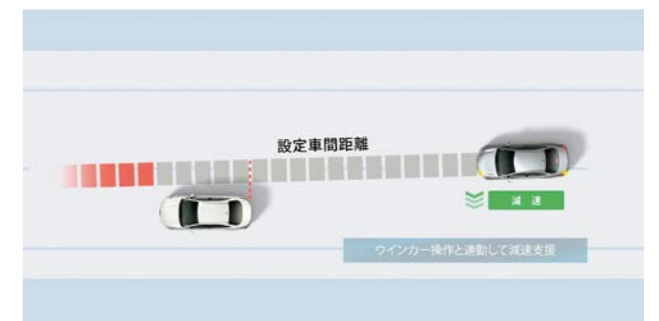 設定車間距離
減速
ウインカー操作と連動して減速支援